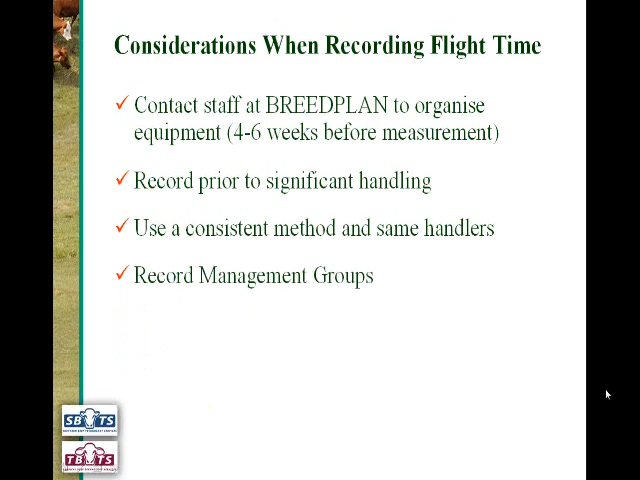 Considerations When Recording Flight Time
Contact staff at BREEDPLAN to organise
equipment (4-6 weeks before measurement)
Record prior to significant handling
Use a consistent method and same handlers
Record Management Groups
SBTS
TBTS